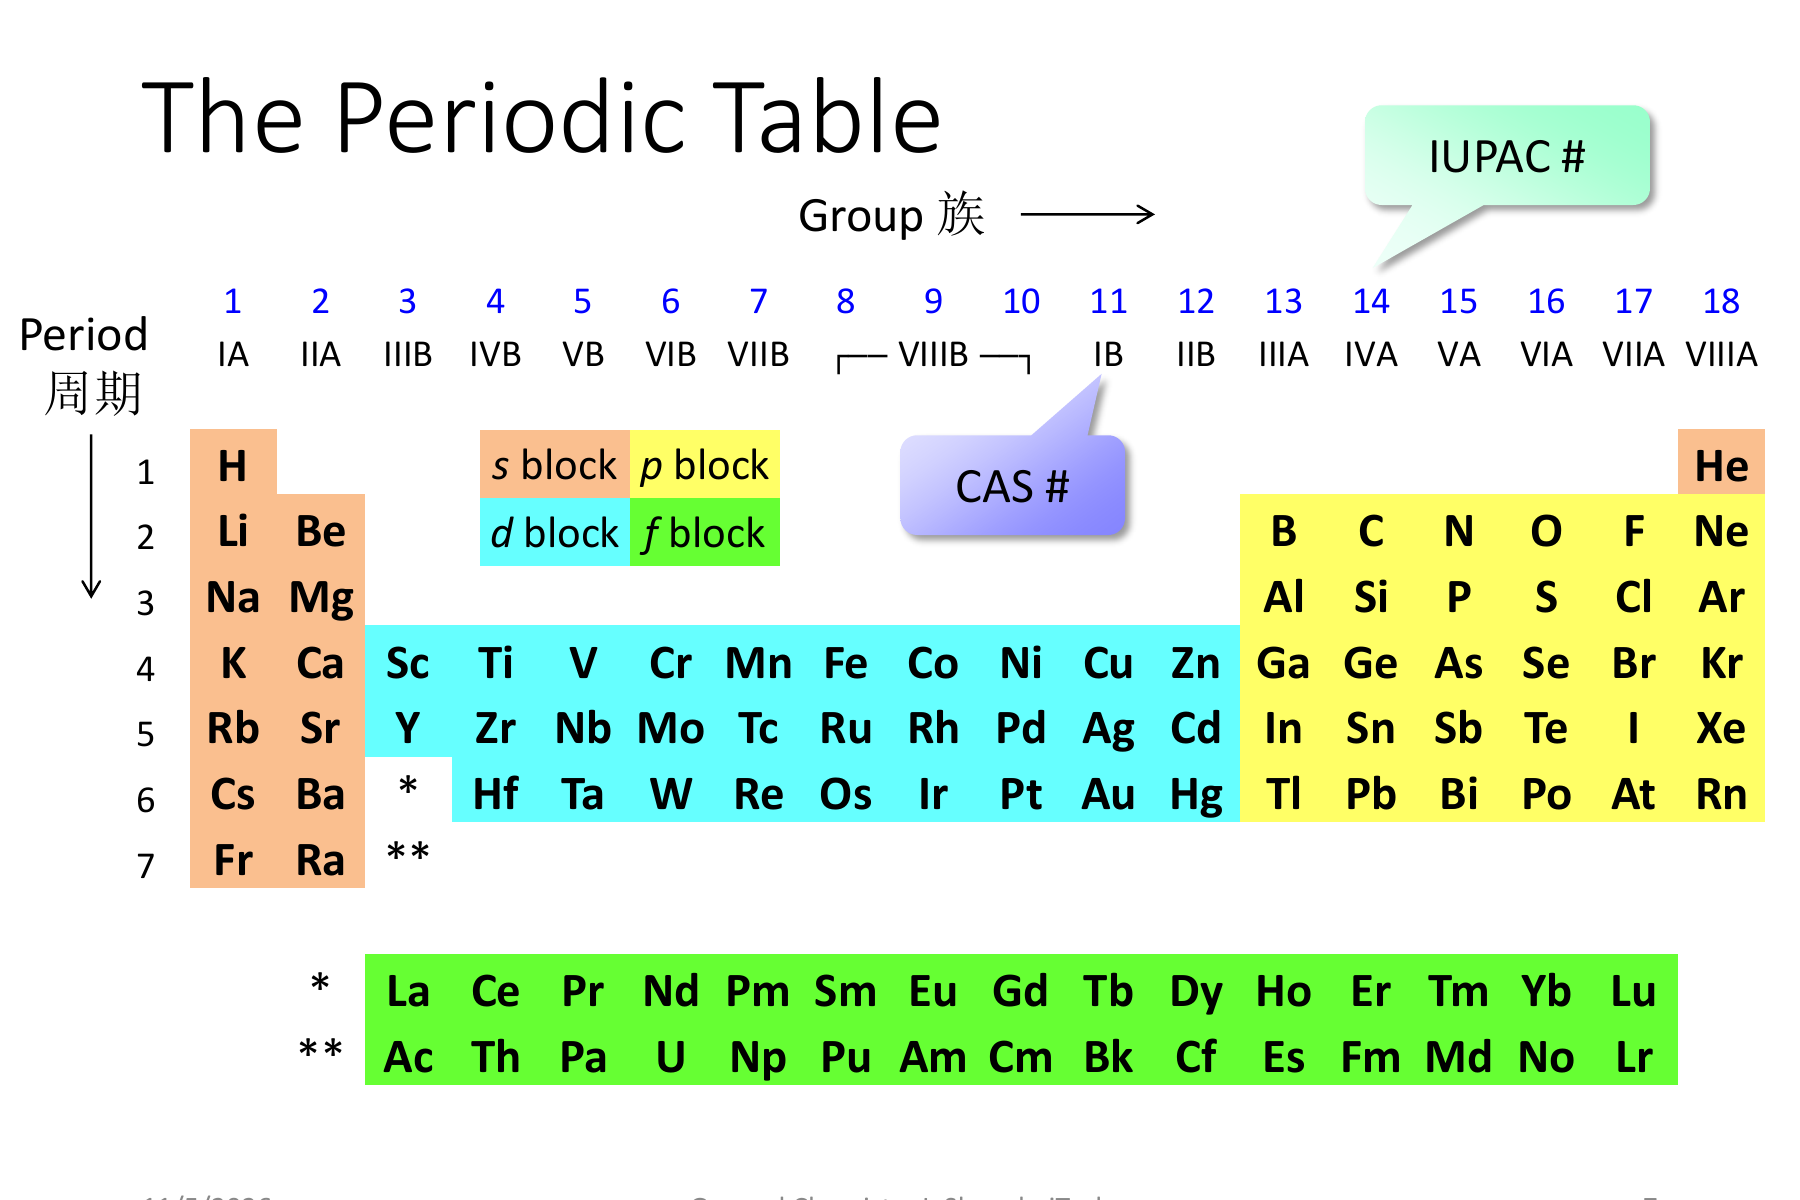 The Periodic Table
IUPAC #
Group 族
Period
周期
1 2 3 4 5 6 7 8 9 10 11 12 13 14 15 16 17 18
IA IIA IIIB IVB VB VIB VIIB VIIIB IB IIB IIIA IVA VA VIA VIIA VIIIA
CAS #
s block p block
d block f block
1 H He
2 Li Be B C N O F Ne
3 Na Mg Al Si P S Cl Ar
4 K Ca Sc Ti V Cr Mn Fe Co Ni Cu Zn Ga Ge As Se Br Kr
5 Rb Sr Y Zr Nb Mo Tc Ru Rh Pd Ag Cd In Sn Sb Te I Xe
6 Cs Ba * Hf Ta W Re Os Ir Pt Au Hg Tl Pb Bi Po At Rn
7 Fr Ra **
* La Ce Pr Nd Pm Sm Eu Gd Tb Dy Ho Er Tm Yb Lu
** Ac Th Pa U Np Pu Am Cm Bk Cf Es Fm Md No Lr